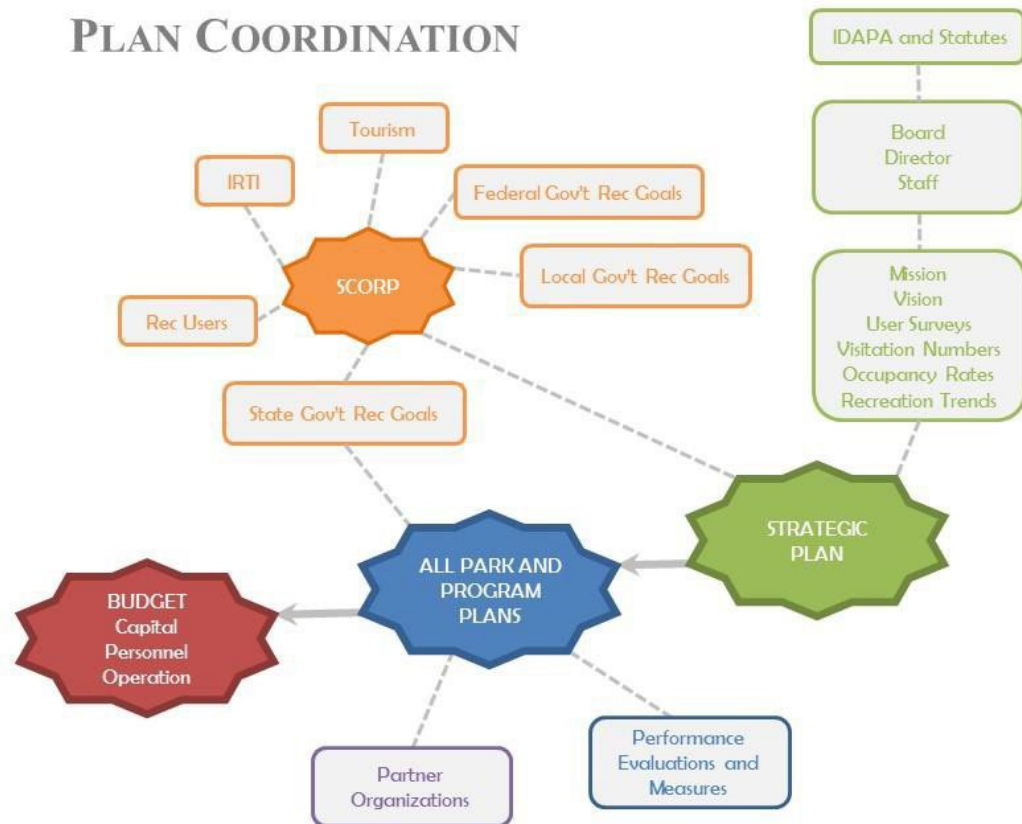 PLAN COORDINATION
IDAPA and Statutes
Board
Director
Staff
Mission
Vision
User Surveys
Visitation Numbers
Occupancy Rates
Recreation Trends
Tourism
IRTI
Federal Gov't Rec Goals
SCORP
Local Gov't Rec Goals
Rec Users
State Gov't Rec Goals
STRATEGIC
PLAN
ALL PARK AND
PROGRAM
PLANS
BUDGET
Capital
Personnel
Operation
Partner
Organizations
Performance
Evaluations and
Measures